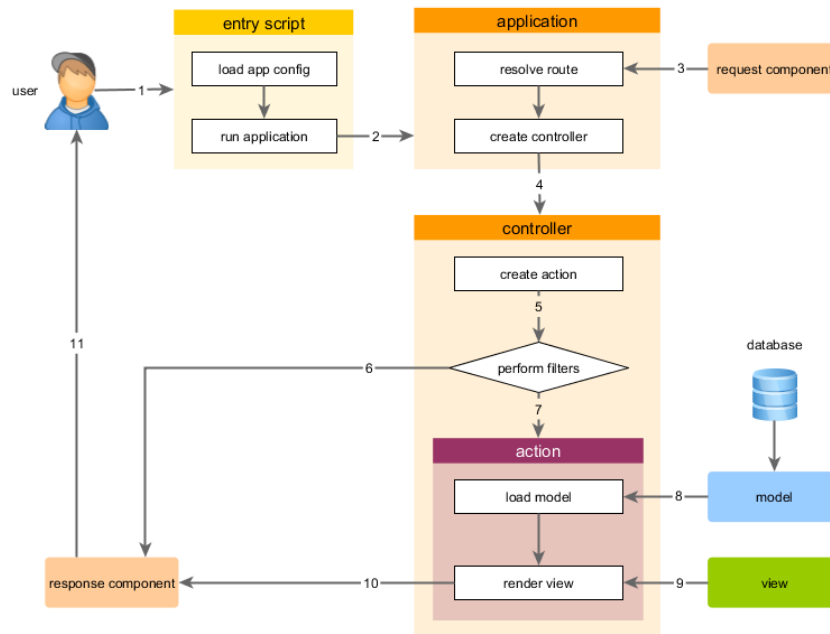 entry script
application
load app config
resolve route
3
request component
user
1
run application
2
create controller
4
controller
create action
5
11
6
perform filters
database
7
action
load model
8
model
response component
10
render view
9
view